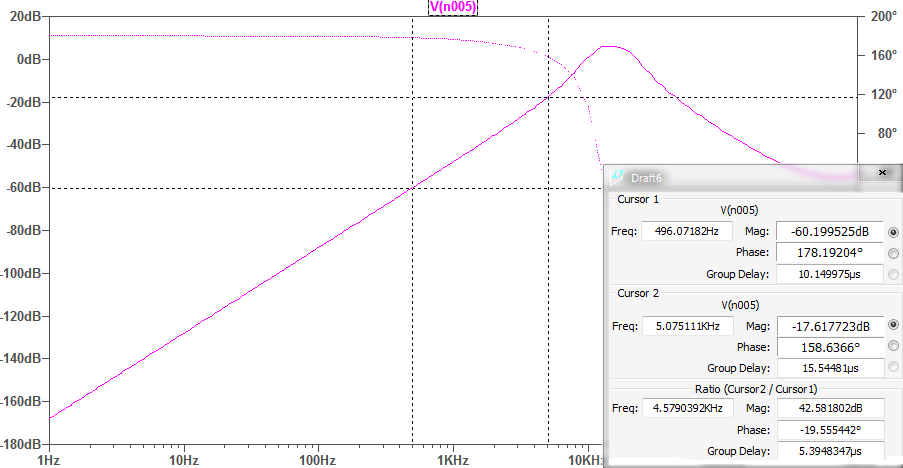 V(n005)
20dB
200°
0dB
160°
-20dB
120°
-40dB
80°
-60dB
-80dB
-100dB
-120dB
-140dB
-160dB
-180dB
1Hz
10Hz
100Hz
1KHz
10KHz
Draft6
Cursor 1
V(n005)
Freq: 496.07182Hz Mag: -60.199525dB
Phase: 178.19204°
Group Delay: 10.149975µs
Cursor 2
V(n005)
Freq: 5.075111KHz Mag: -17.617723dB
Phase: 158.6366°
Group Delay: 15.54481µs
Ratio (Cursor2 / Cursor1)
Freq: 4.5790392KHz Mag: 42.581802dB
Phase: -19.555442°
Group Delay: 5.3948347µs